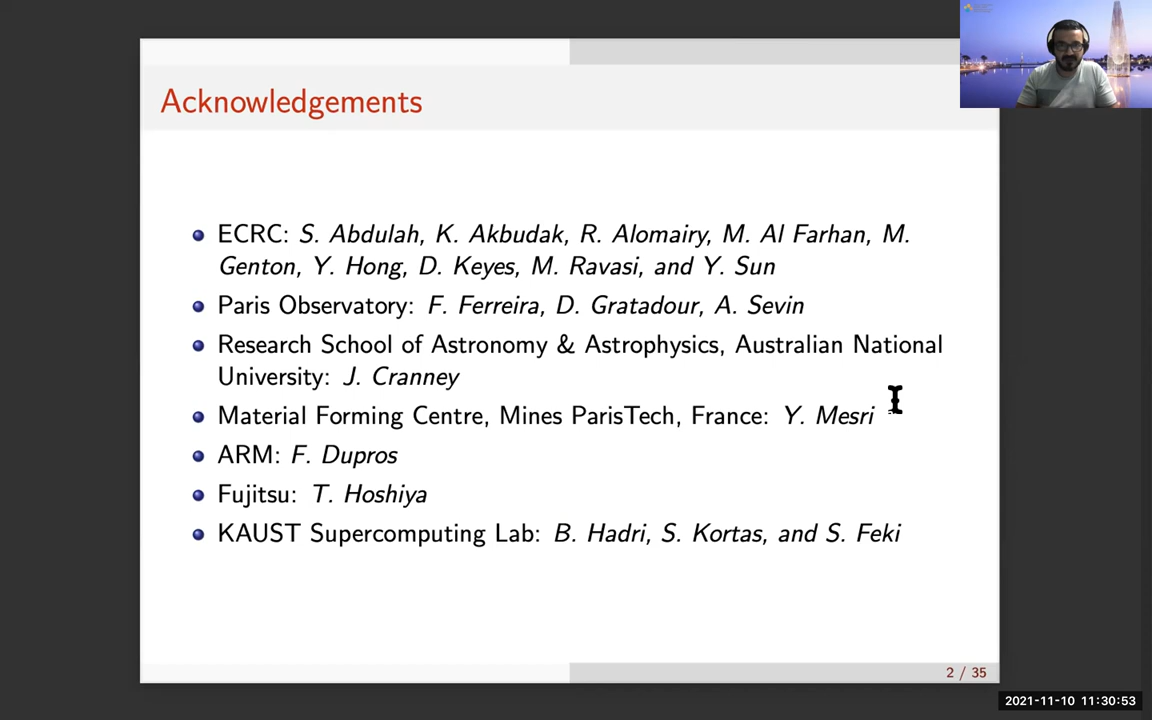 Acknowledgements
ECRC: S. Abdulah, K. Akbudak, R. Alomairy, M. Al Farhan, M.
Genton, Y. Hong, D. Keyes, M. Ravasi, and Y. Sun
Paris Observatory: F. Ferreira, D. Gratadour, A. Sevin
Research School of Astronomy & Astrophysics, Australian National
University: J. Cranney
Material Forming Centre, Mines ParisTech, France: Y. Mesri
ARM: F. Dupros
Fujitsu: T. Hoshiya
KAUST Supercomputing Lab: B. Hadri, S. Kortas, and S. Feki
2 / 35
2021-11-10 11:30:53